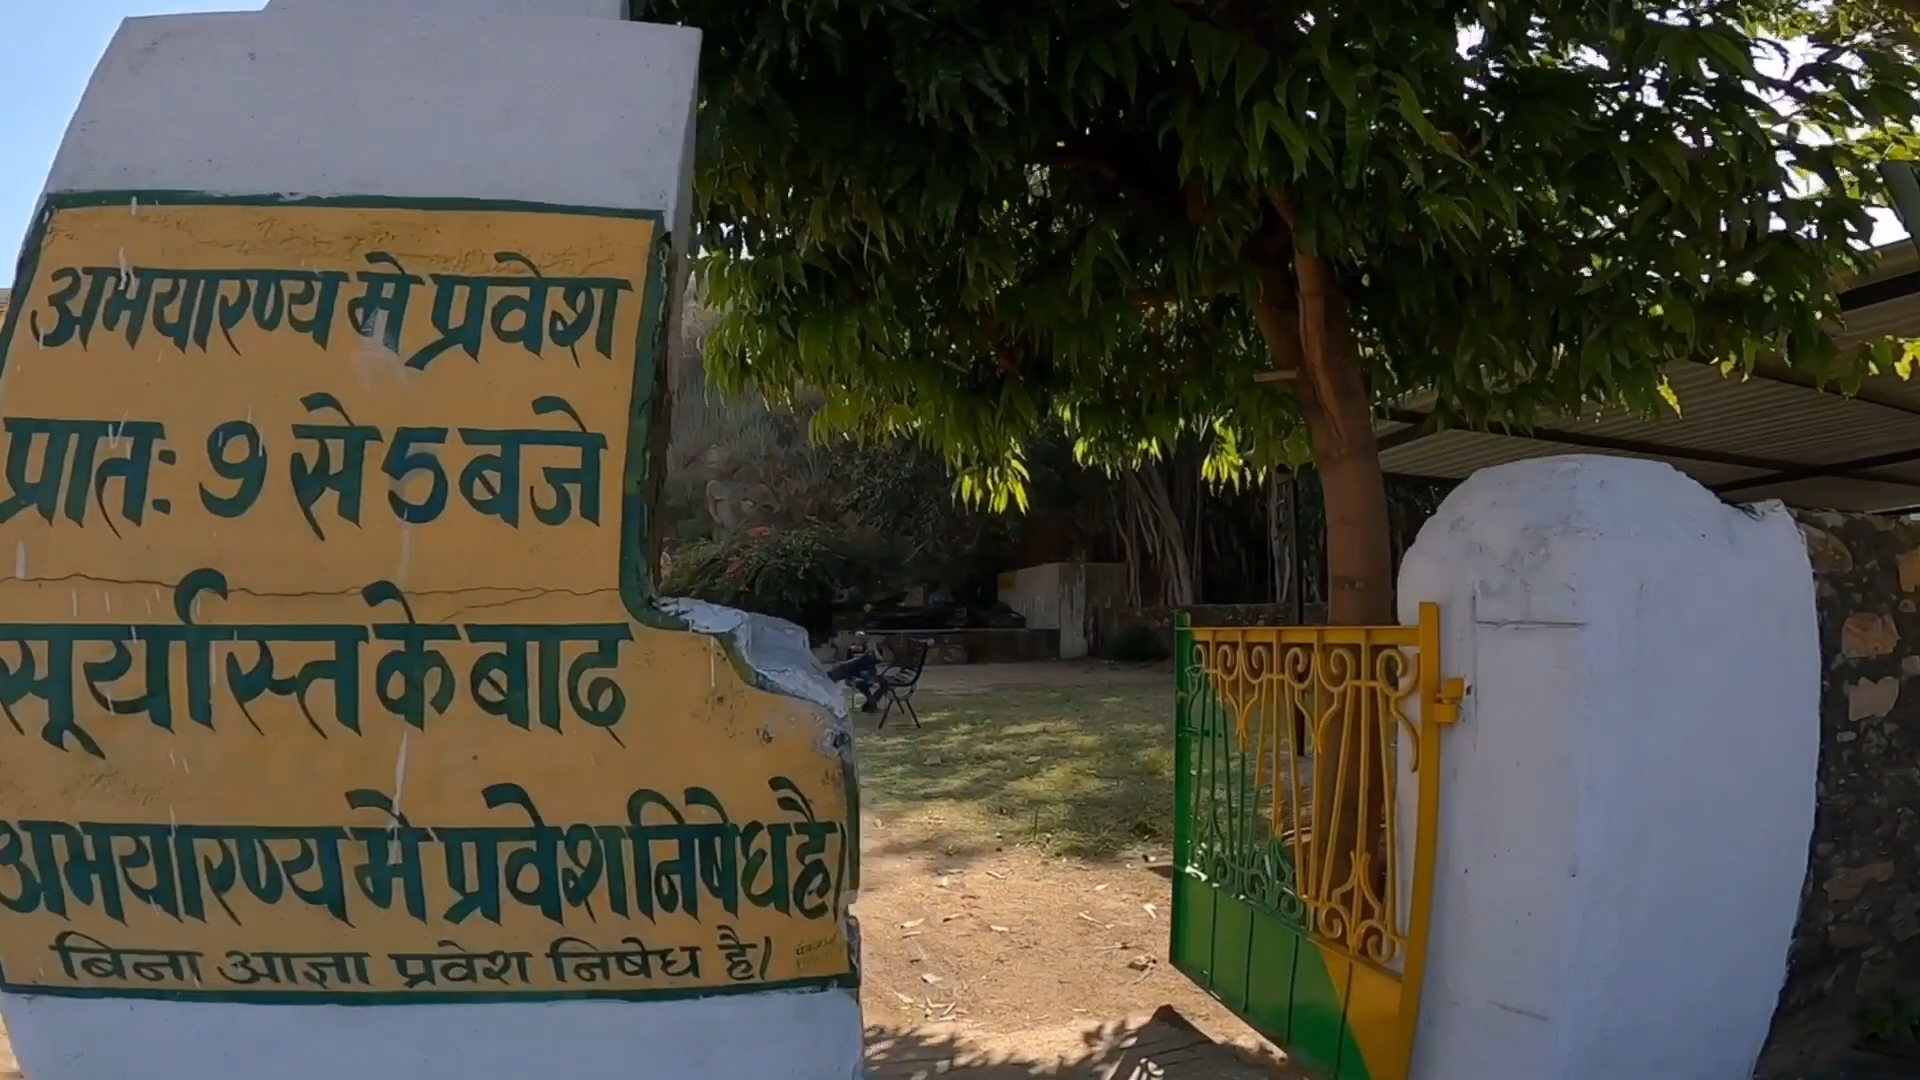 अभयारण्य मे प्रवेश
प्रातः 9 से 5 बजे
सूर्यास्त के बाढ
अभयारण्य मे प्रवेश निषेध है।
बिना आज्ञा प्रवेश निषेध है।